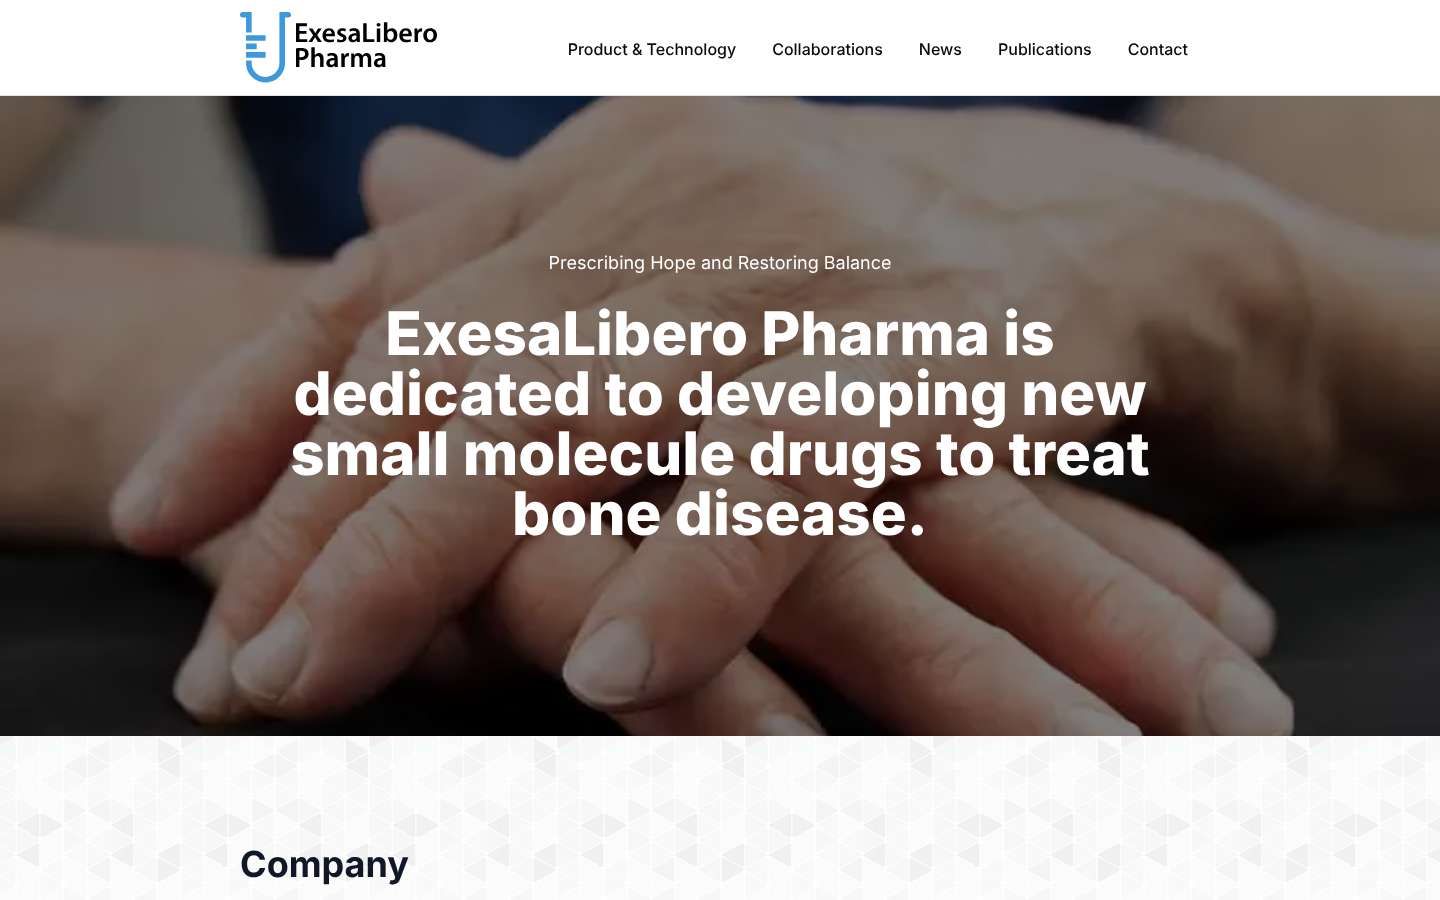 ExesaLibero
Pharma
Product & Technology
Collaborations
News
Publications
Contact
Prescribing Hope and Restoring Balance
ExesaLibero Pharma is
dedicated to developing new
small molecule drugs to treat
bone disease.
Company